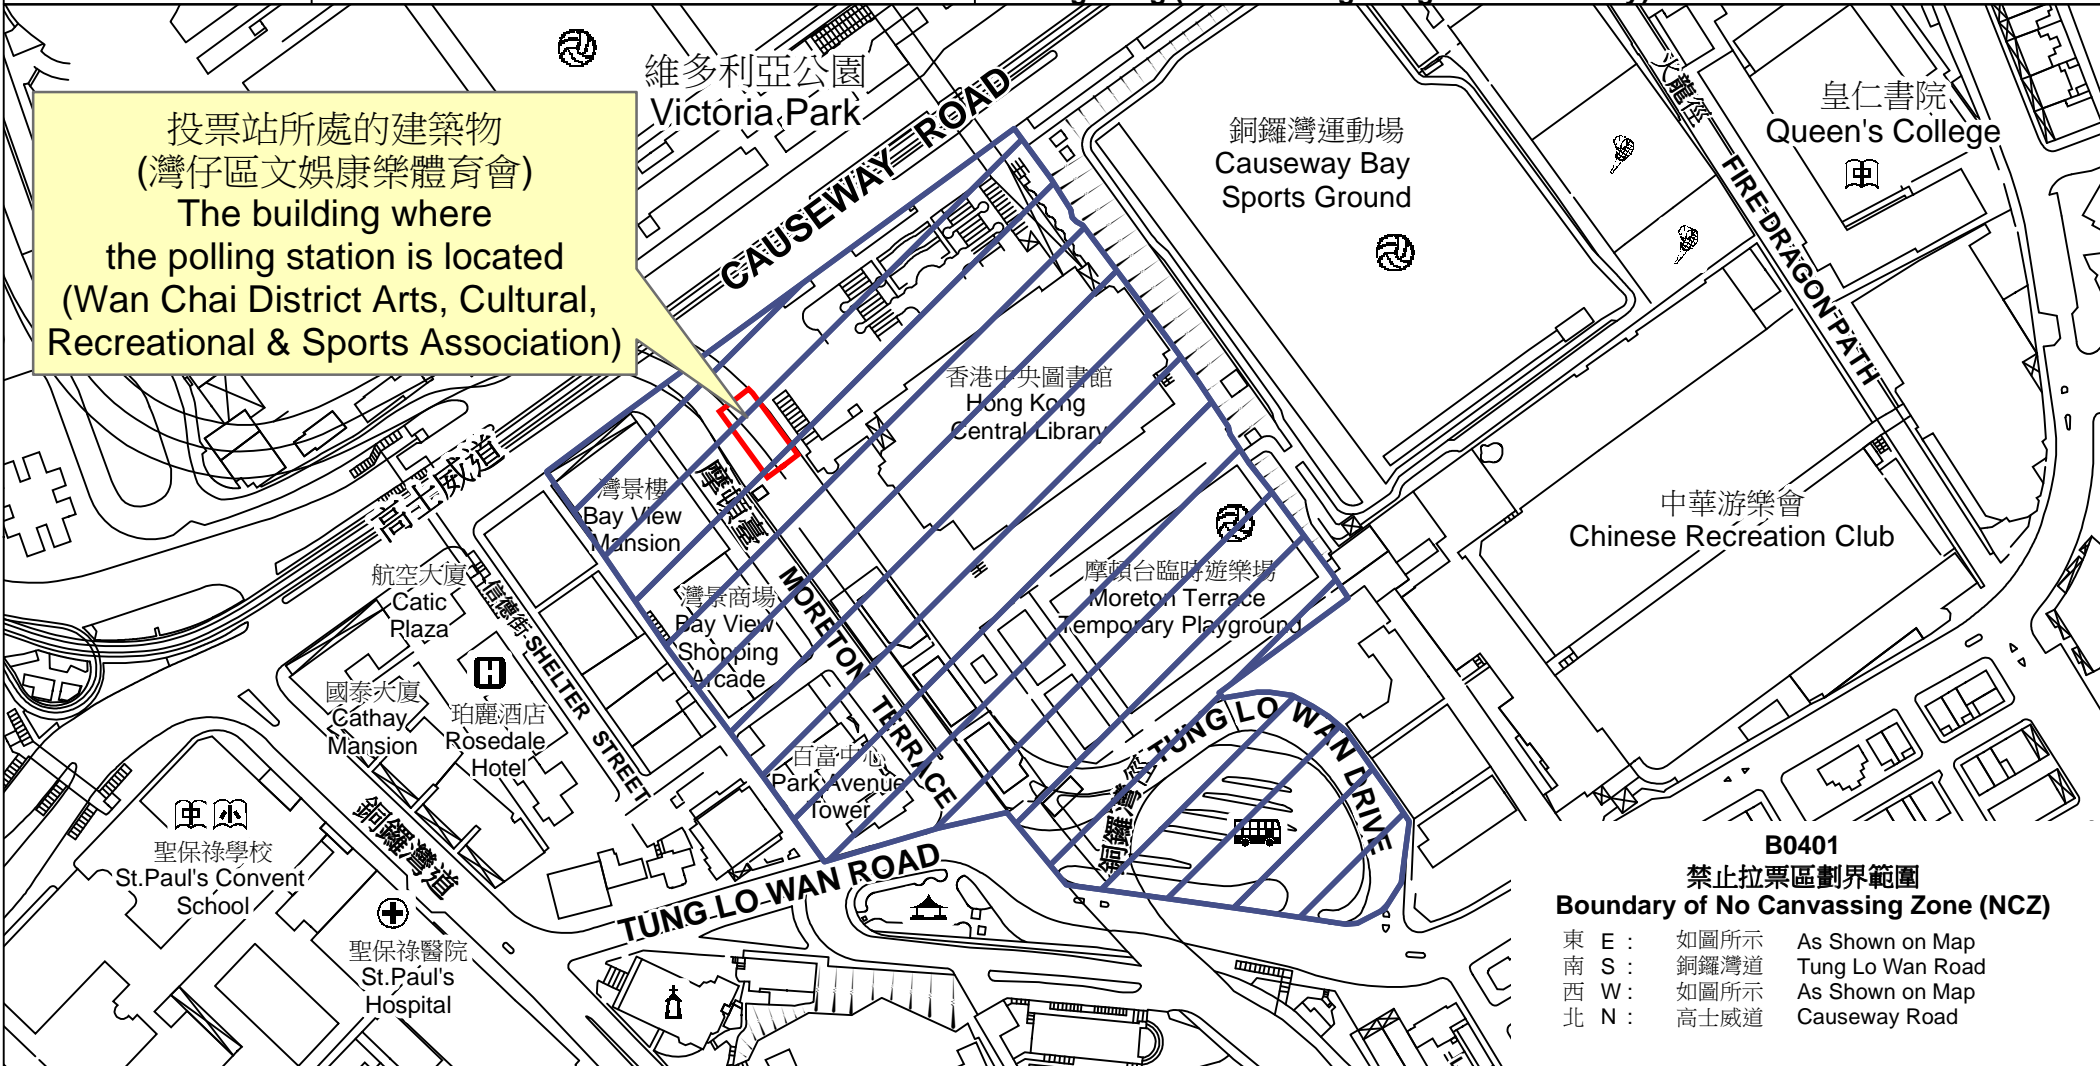 維多利亞公園
Victoria Park
投票站所處的建築物
(灣仔區文娛康樂體育會)
The building where
the polling station is located
(Wan Chai District Arts, Cultural,
Recreational & Sports Association)
CAUSEWAY ROAD
高士威道
銅鑼灣運動場
Causeway Bay
Sports Ground
火龍徑
FIRE DRAGON PATH
皇仁書院
Queen's College
中
香港中央圖書館
Hong Kong
Central Library
灣景樓
Bay View
Mansion
摩頓臺
MORETON TERRACE
灣景商場
Bay View
Shopping
Arcade
摩頓台臨時遊樂場
Moreton Terrace
Temporary Playground
中華游樂會
Chinese Recreation Club
航空大廈
Catic
Plaza
信德街 SHELTER STREET
國泰大廈
Cathay
Mansion
H
珀麗酒店
Rosedale
Hotel
百富中心
Park Avenue
Tower
銅鑼灣徑 TUNG LO WAN DRIVE
銅鑼灣道
TUNG LO WAN ROAD
中 小
聖保祿學校
St.Paul's Convent
School
聖保祿醫院
St.Paul's
Hospital
B0401
禁止拉票區劃界範圍
Boundary of No Canvassing Zone (NCZ)
東 E : 如圖所示 As Shown on Map
南 S : 銅鑼灣道 Tung Lo Wan Road
西 W : 如圖所示 As Shown on Map
北 N : 高士威道 Causeway Road